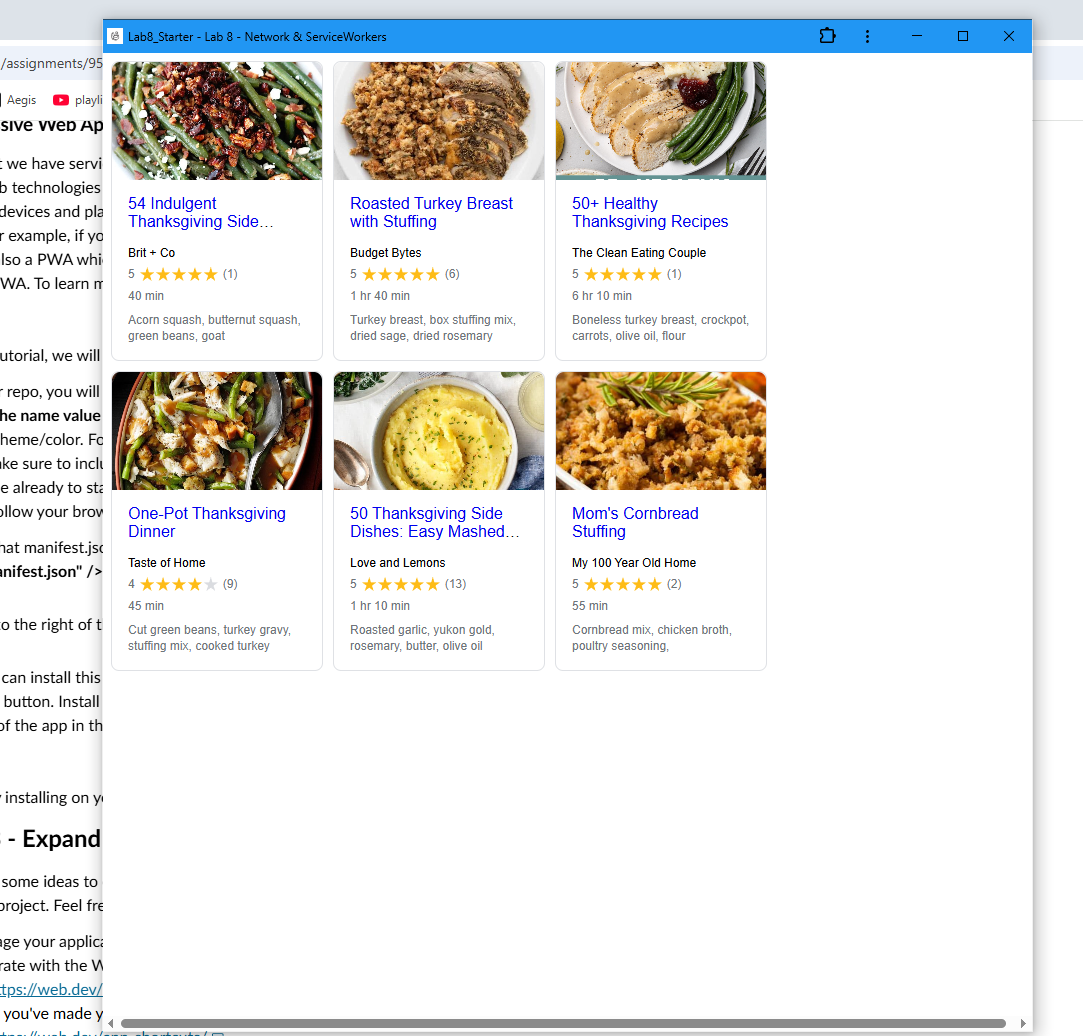 Lab8_Starter - Lab 8 - Network & ServiceWorkers
/assignments/95
Aegis
playli
sive Web Ap
t we have servi
b technologies
devices and pla
r example, if yo
lso a PWA whi
WA. To learn m
utorial, we will
r repo, you will
he name value
heme/color. Fo
ake sure to inclu
e already to sta
ollow your brow
hat manifest.jso
anifest.json" />
o the right of t
can install this
button. Install
of the app in th
y installing on yo
- Expand
some ideas to
project. Feel fre
age your applica
rate with the W
ttps://web.dev/
you've made y
54 Indulgent
Thanksgiving Side…
Brit + Co
5 ★★★★★ (1)
40 min
Acorn squash, butternut squash,
green beans, goat
Roasted Turkey Breast
with Stuffing
Budget Bytes
5 ★★★★★ (6)
1 hr 40 min
Turkey breast, box stuffing mix,
dried sage, dried rosemary
50+ Healthy
Thanksgiving Recipes
The Clean Eating Couple
5 ★★★★★ (1)
6 hr 10 min
Boneless turkey breast, crockpot,
carrots, olive oil, flour
One-Pot Thanksgiving
Dinner
Taste of Home
4 ★★★★★ (9)
45 min
Cut green beans, turkey gravy,
stuffing mix, cooked turkey
50 Thanksgiving Side
Dishes: Easy Mashed…
Love and Lemons
5 ★★★★★ (13)
1 hr 10 min
Roasted garlic, yukon gold,
rosemary, butter, olive oil
Mom's Cornbread
Stuffing
My 100 Year Old Home
5 ★★★★★ (2)
55 min
Cornbread mix, chicken broth,
poultry seasoning,